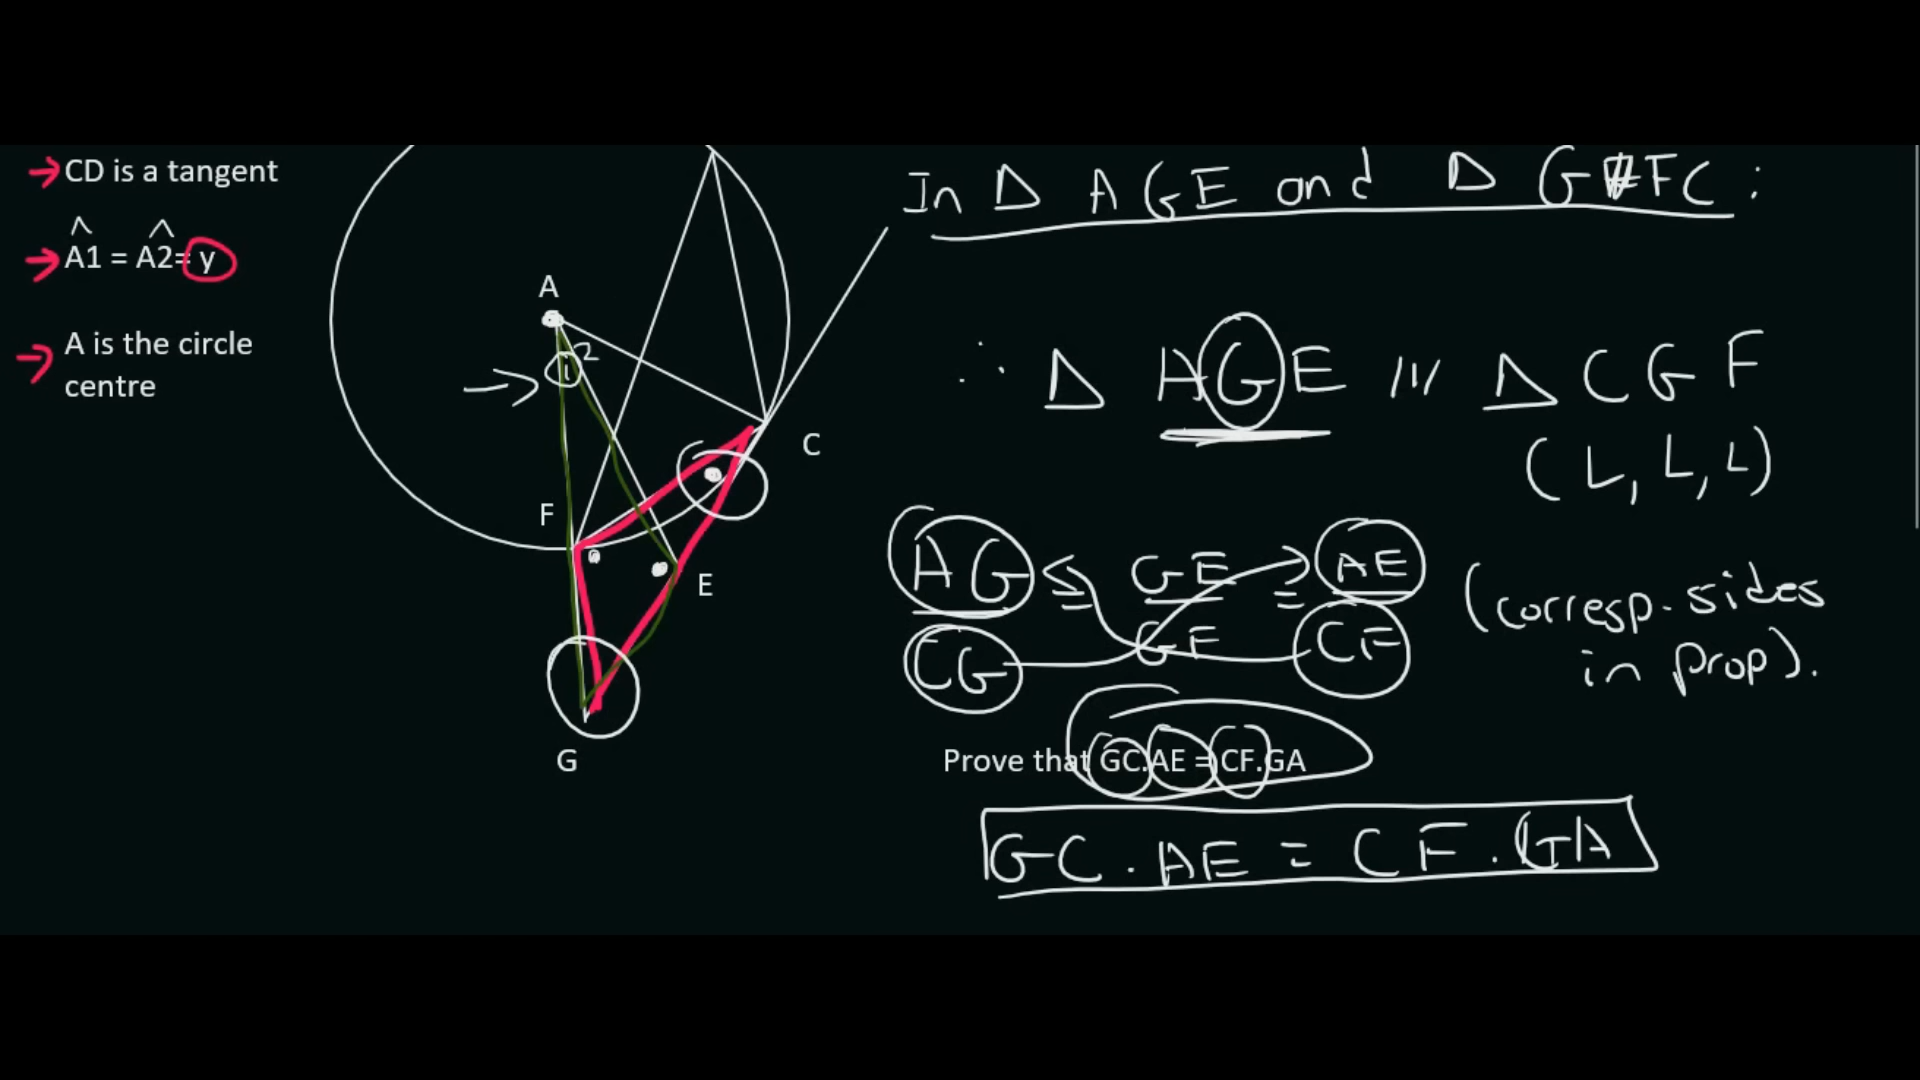 CD is a tangent
^ ^
A1 = A2= y
A is the circle
centre
A
1 2
C
F
E
G
In Δ AGE and Δ GFC :
∴ Δ AGE /// Δ CGF
(L, L, L)
AG = GE = AE
CG GF CF
(corresp. sides
in prop).
Prove that GC.AE = CF.GA
GC . AE = CF . GA